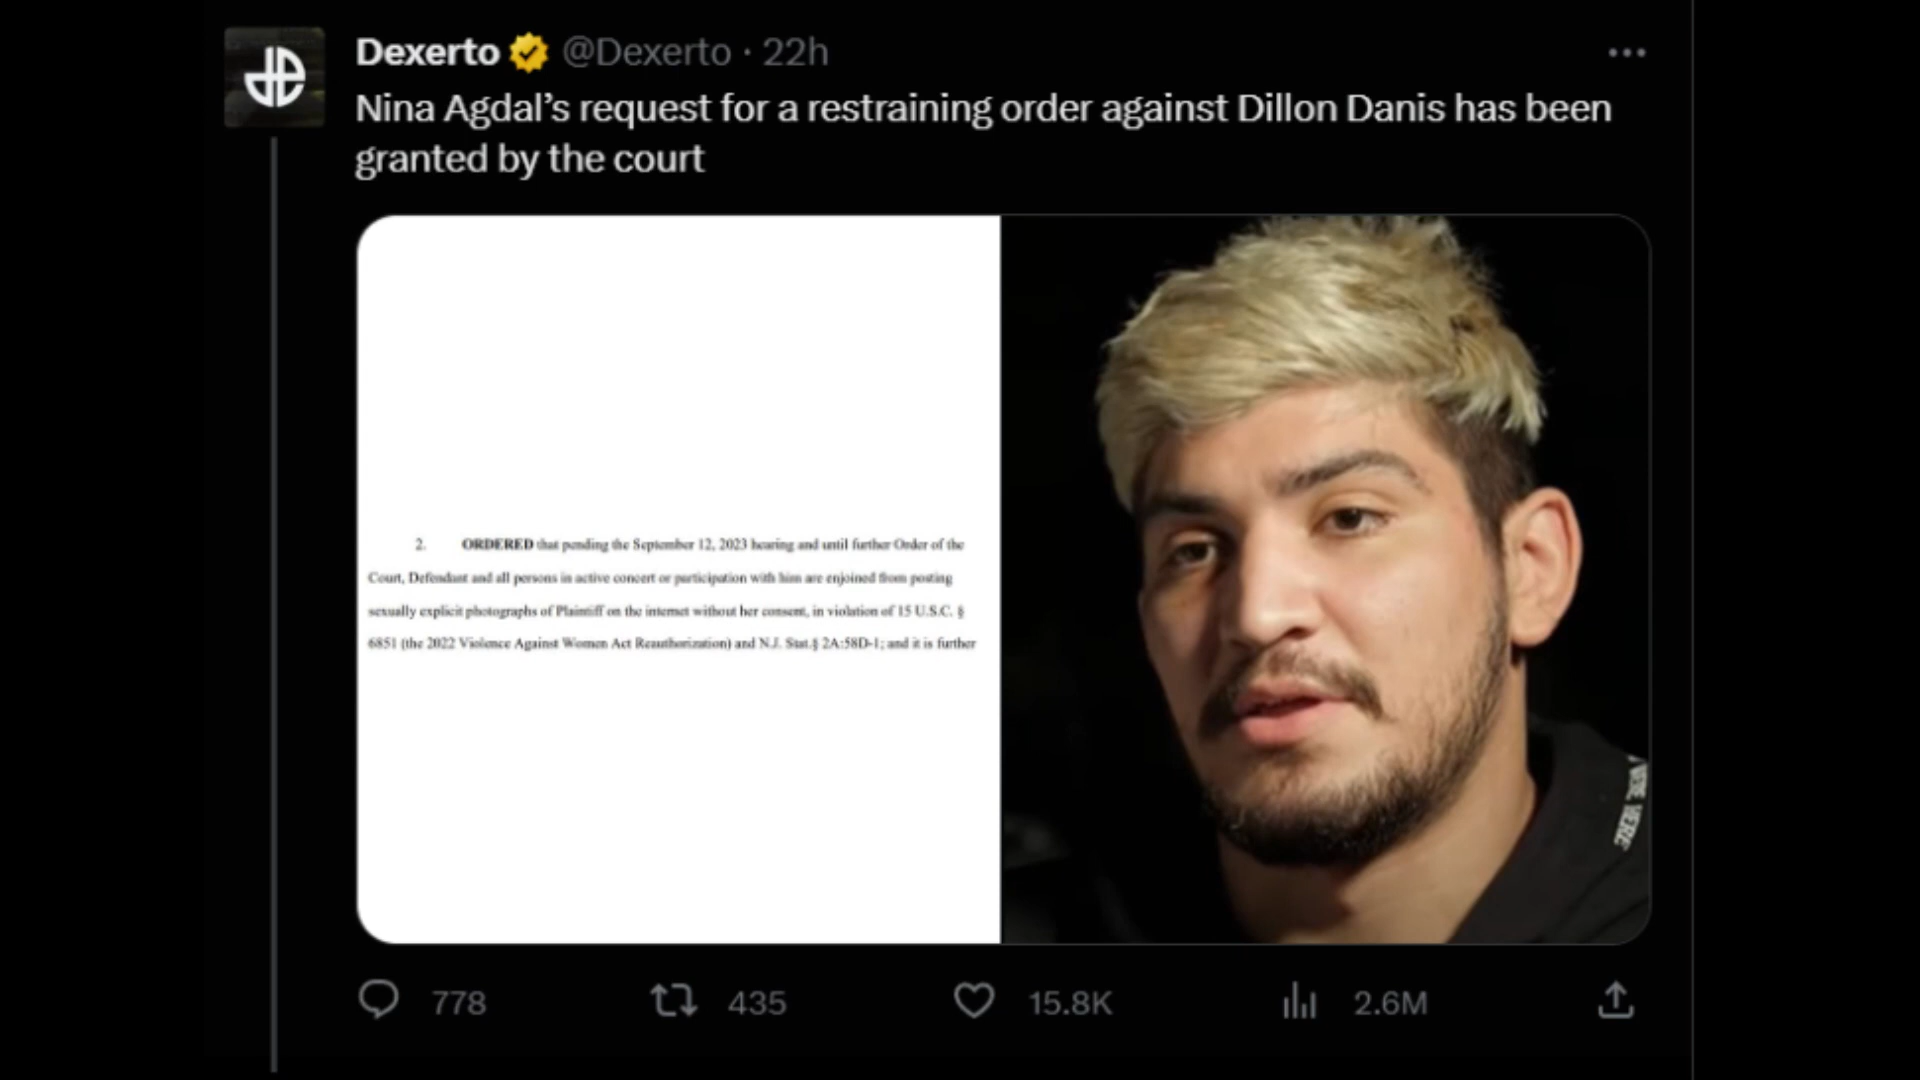 Dexerto @Dexerto · 22h
Nina Agdal’s request for a restraining order against Dillon Danis has been
granted by the court
2. ORDERED that pending the September 12, 2023 hearing and until further Order of the
Court, Defendant and all persons in active concert or participation with him are enjoined from posting
sexually explicit photographs of Plaintiff on the internet without her consent, in violation of 15 U.S.C. §
6851 (the 2022 Violence Against Women Act Reauthorization) and N.J. Stat.§ 2A:58D-1; and it is further
778 435 15.8K 2.6M